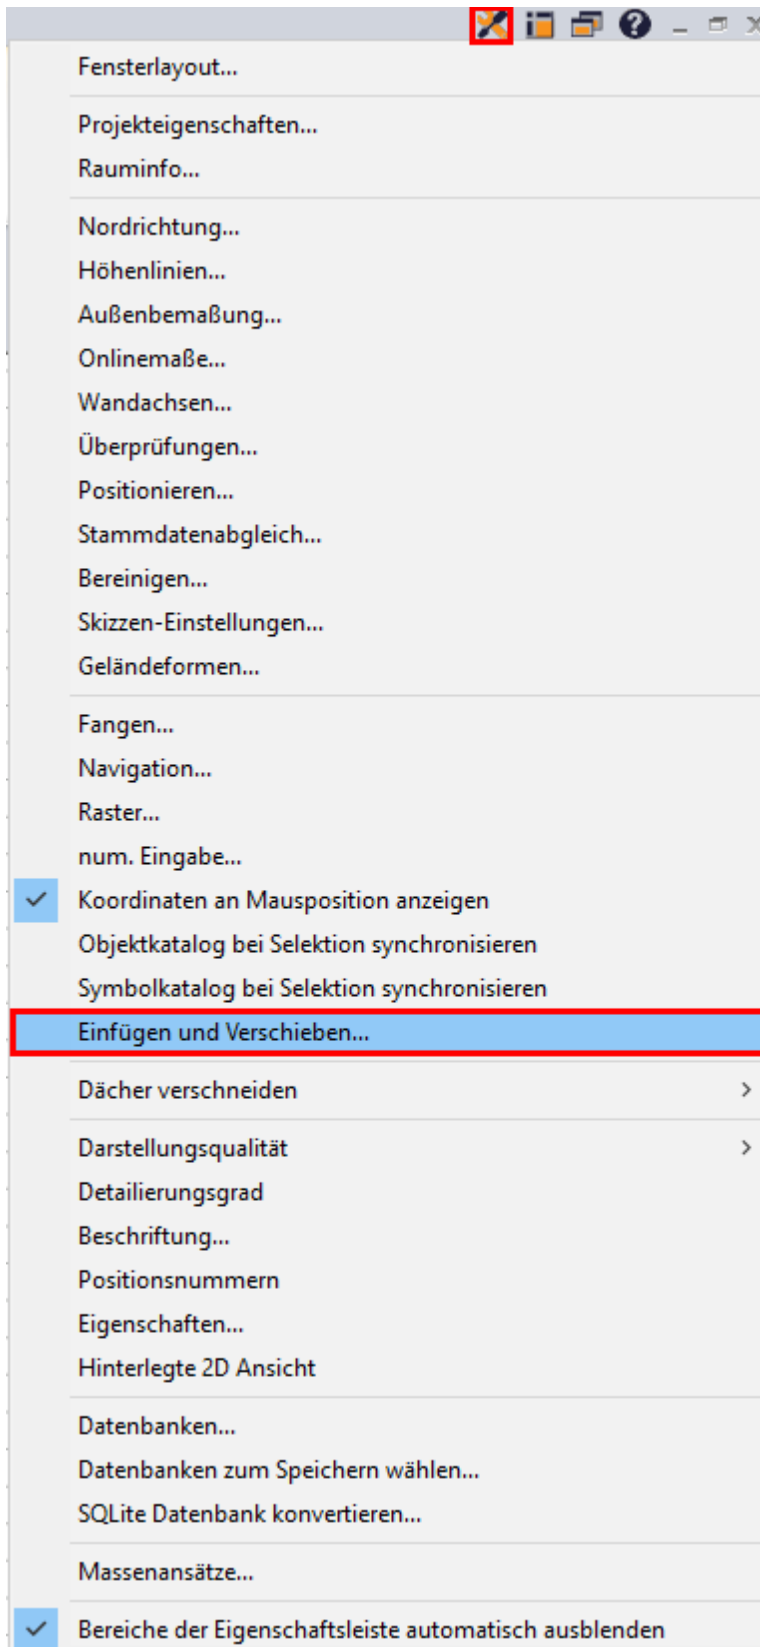 Fensterlayout...
Projekteigenschaften...
Rauminfo...
Nordrichtung...
Höhenlinien...
Außenbemaßung...
Onlinemaße...
Wandachsen...
Überprüfungen...
Positionieren...
Stammdatenabgleich...
Bereinigen...
Skizzen-Einstellungen...
Geländeformen...
Fangen...
Navigation...
Raster...
num. Eingabe...
Koordinaten an Mausposition anzeigen
Objektkatalog bei Selektion synchronisieren
Symbolkatalog bei Selektion synchronisieren
Einfügen und Verschieben...
Dächer verschneiden
Darstellungsqualität
Detailierungsgrad
Beschriftung...
Positionsnummern
Eigenschaften...
Hinterlegte 2D Ansicht
Datenbanken...
Datenbanken zum Speichern wählen...
SQLite Datenbank konvertieren...
Massenansätze...
Bereiche der Eigenschaftsleiste automatisch ausblenden